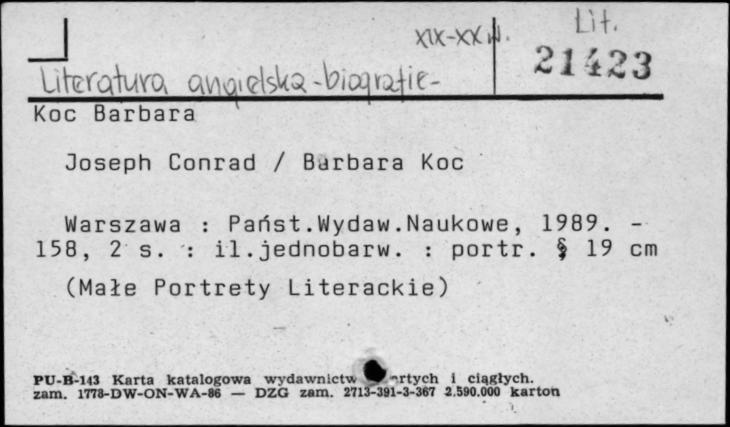 XIX-XX w. Lit.
21423
Literatura angielska-biografie-
Koc Barbara
Joseph Conrad / Barbara Koc
Warszawa : Państ.Wydaw.Naukowe, 1989. -
158, 2 s. : il.jednobarw. : portr. § 19 cm
(Małe Portrety Literackie)
PU-B-143 Karta katalogowa wydawnictw i ciągłych.
zam. 1778-DW-ON-WA-86 — DZG zam. 2713-391-3-367 2.590.000 karton